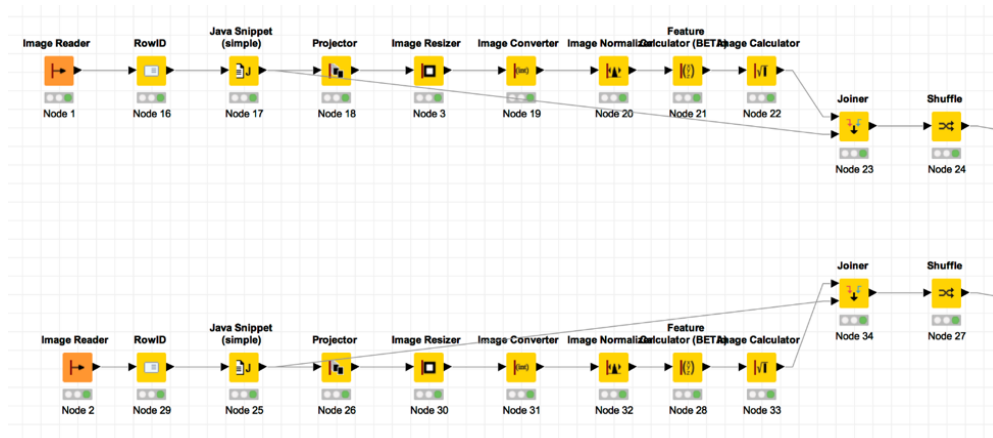 Image Reader
RowID
Java Snippet
(simple)
Projector
Image Resizer
Image Converter
Image Normalizer
Feature
Calculator (BETA)
Image Calculator
Node 1
Node 16
Node 17
Node 18
Node 3
Node 19
Node 20
Node 21
Node 22
Joiner
Node 23
Shuffle
Node 24
Joiner
Node 34
Shuffle
Node 27
Image Reader
RowID
Java Snippet
(simple)
Projector
Image Resizer
Image Converter
Image Normalizer
Feature
Calculator (BETA)
Image Calculator
Node 2
Node 29
Node 25
Node 26
Node 30
Node 31
Node 32
Node 28
Node 33